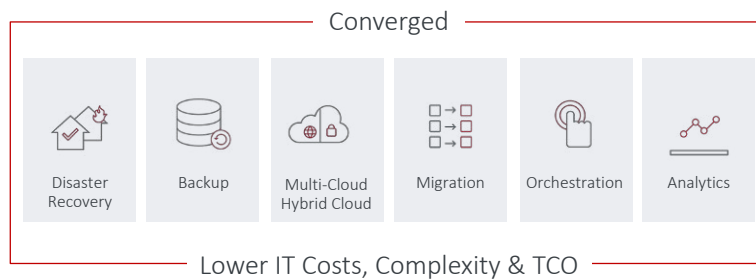 Converged
Disaster
Recovery
Backup
Multi-Cloud
Hybrid Cloud
Migration
Orchestration
Analytics
Lower IT Costs, Complexity & TCO